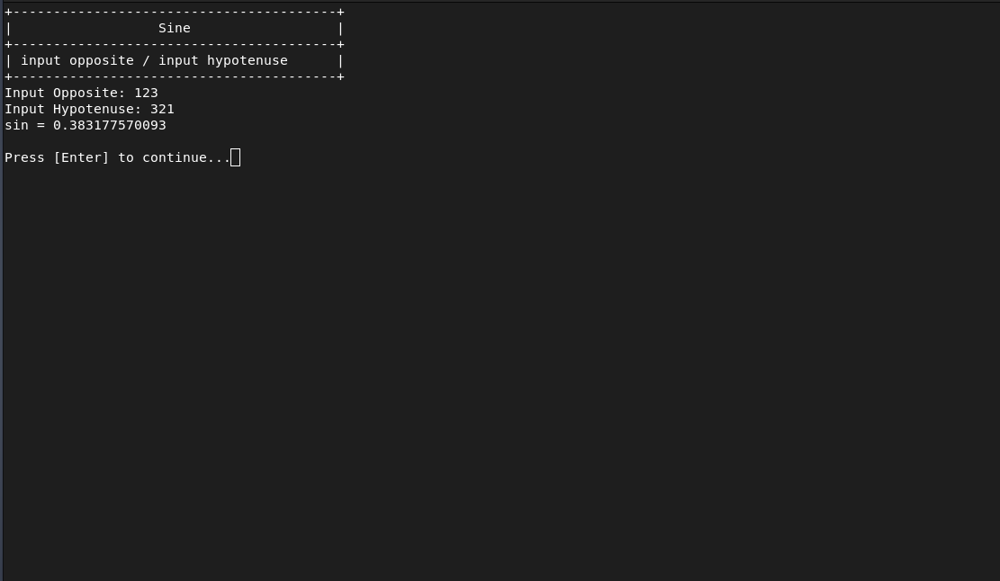 +----------------------------------------+
|                  Sine                  |
+----------------------------------------+
| input opposite / input hypotenuse      |
+----------------------------------------+
Input Opposite: 123
Input Hypotenuse: 321
sin = 0.383177570093

Press [Enter] to continue...